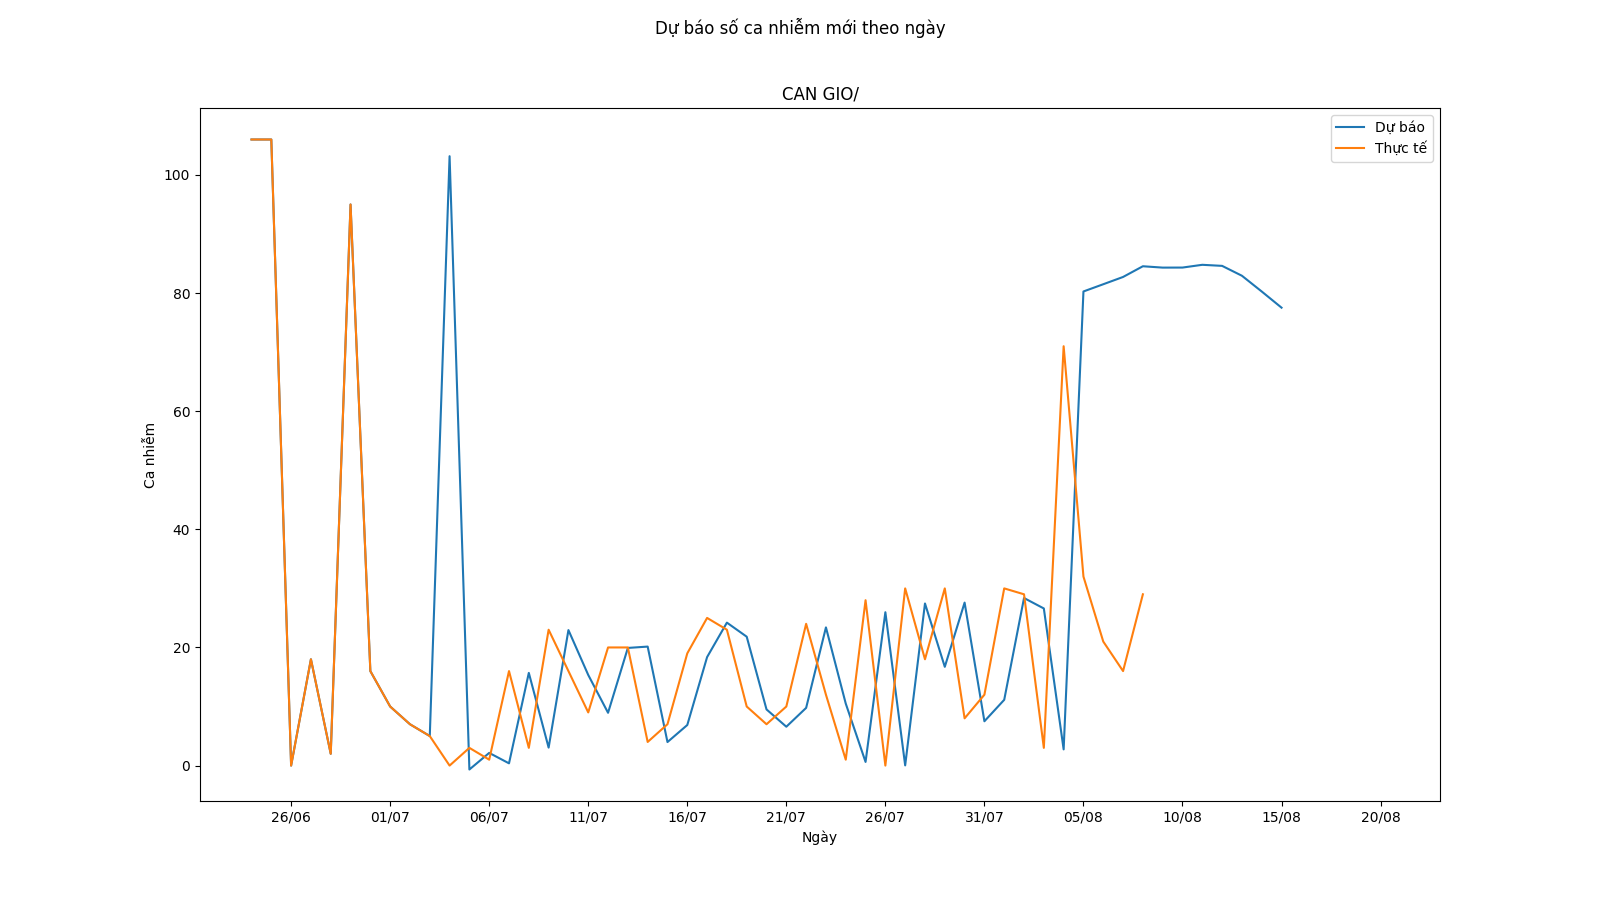 Dự báo số ca nhiễm mới theo ngày
CAN GIO/
Dự báo
Thực tế
100
80
60
40
20
0
Ca nhiễm
26/06 01/07 06/07 11/07 16/07 21/07 26/07 31/07 05/08 10/08 15/08 20/08
Ngày